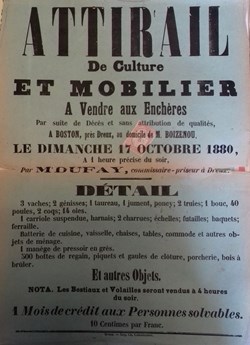 ATTIRAIL
De Culture
ET MOBILIER
A Vendre aux Enchères
Par suite de Décès et sans attribution de qualités,
A BOSTON, près Dreux, au domicile de M. BOIZENOU.
LE DIMANCHE 17 OCTOBRE 1880,
A 1 heure précise du soir,
Par M. DUFAY, commissaire-priseur à Dreux.
DÉTAIL
3 vaches; 2 génisses; 1 taureau; 1 jument, poney; 2 truies; 1 bouc, 40
poules, 2 coqs; 14 oies.
1 carriole suspendue, harnais; 2 charrues; échelles; futailles; baquets;
ferraille.
Batterie de cuisine, vaisselle, chaises, tables, commode et autres ob-
jets de ménage.
1 manège de pressoir en grès.
500 bottes de regain, piquets et gaules de clôture, porcherie, bois à
brûler.
Et autres Objets.
NOTA. Les Bestiaux et Volailles seront vendus à 4 heures
du soir.
1 Mois de crédit aux Personnes solvables.
10 Centimes par Franc.